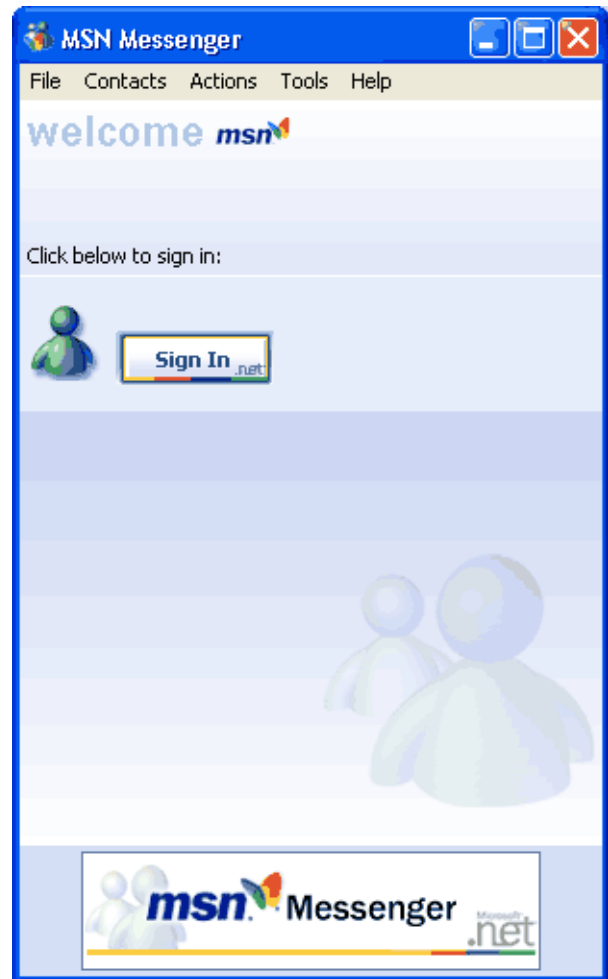 MSN Messenger
File Contacts Actions Tools Help
welcome msn
Click below to sign in:
Sign In .net
msn Messenger Microsoft .net